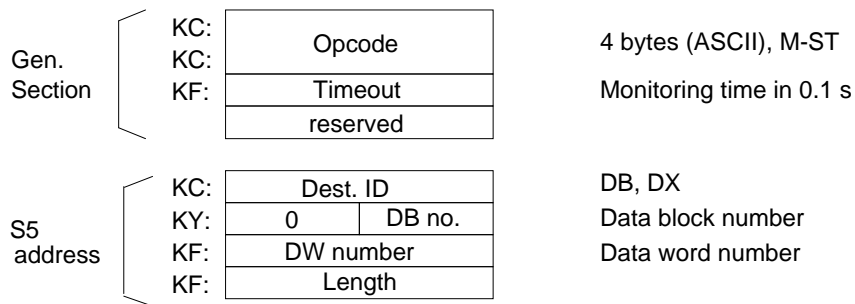 KC: Opcode 4 bytes (ASCII), M-ST
Gen. KC:
Section KF: Timeout Monitoring time in 0.1 s
reserved
KC: Dest. ID DB, DX
S5 KY: 0 DB no. Data block number
address KF: DW number Data word number
KF: Length